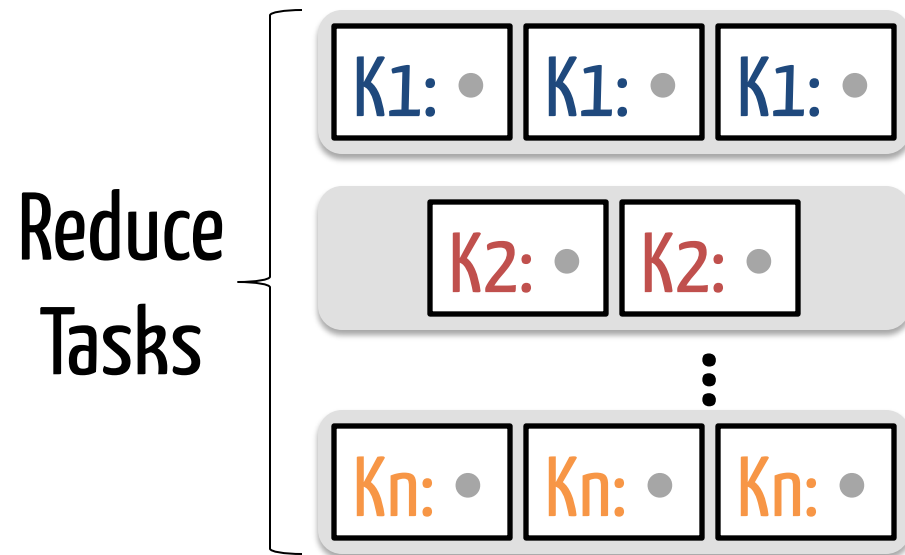 Reduce
Tasks
K1: K1: K1:
K2: K2:
Kn: Kn: Kn: